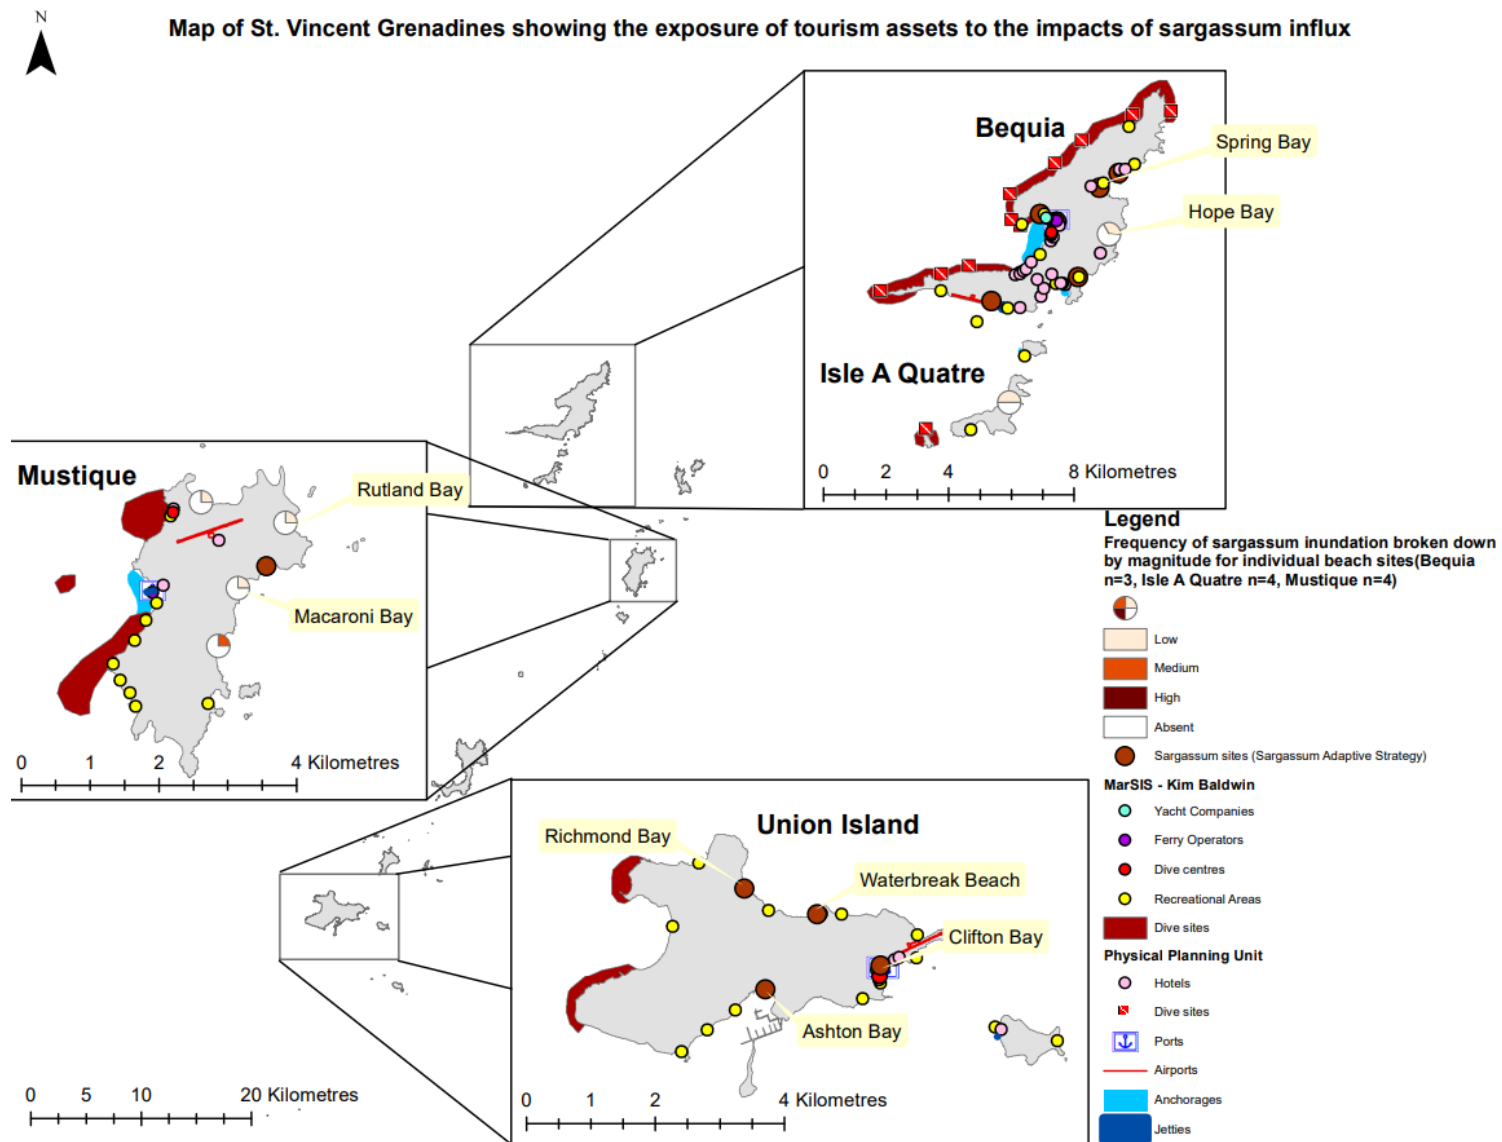 N
Map of St. Vincent Grenadines showing the exposure of tourism assets to the impacts of sargassum influx
Bequia
Spring Bay
Hope Bay
Isle A Quatre
0 2 4 8 Kilometres
Mustique
Rutland Bay
Macaroni Bay
0 1 2 4 Kilometres
Legend
Frequency of sargassum inundation broken down
by magnitude for individual beach sites(Bequia
n=3, Isle A Quatre n=4, Mustique n=4)
Low
Medium
High
Absent
Sargassum sites (Sargassum Adaptive Strategy)
MarSIS - Kim Baldwin
Yacht Companies
Ferry Operators
Dive centres
Recreational Areas
Dive sites
Physical Planning Unit
Hotels
Dive sites
Ports
Airports
Anchorages
Jetties
Union Island
Richmond Bay
Waterbreak Beach
Clifton Bay
Ashton Bay
0 1 2 4 Kilometres
0 5 10 20 Kilometres